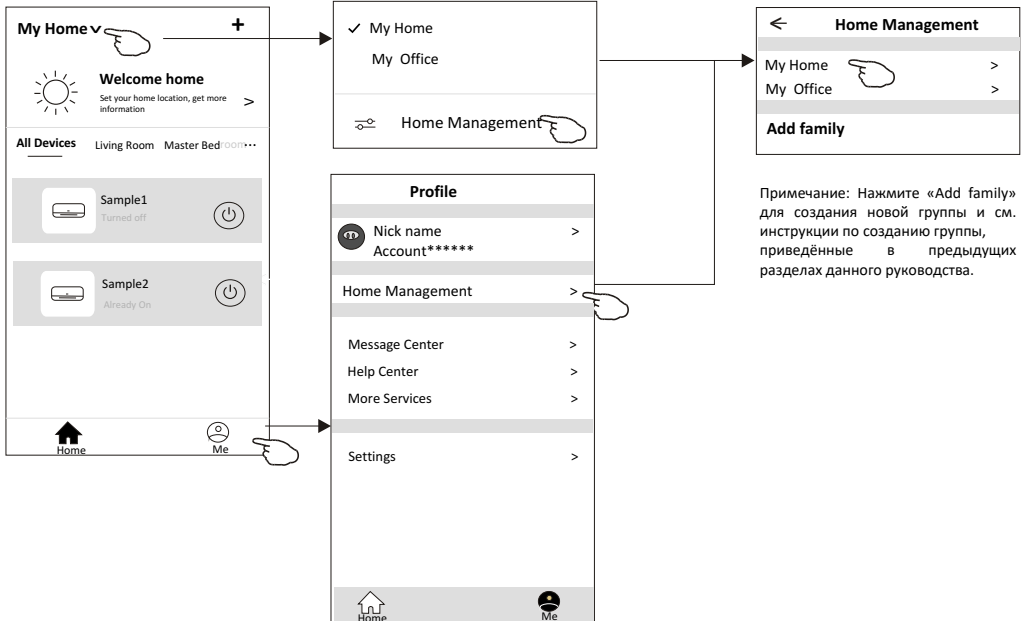 My Home
+
Welcome home
Set your home location, get more
information
>
All Devices Living Room Master Bedroom...
Sample1
Turned off
Sample2
Already On
Home Me
✓ My Home
My Office
Home Management
Profile
Nick name >
Account******
Home Management >
Message Center >
Help Center >
More Services >
Settings >
Home Me
← Home Management
My Home >
My Office >
Add family
Примечание: Нажмите «Add family»
для создания новой группы и см.
инструкции по созданию группы,
приведённые в предыдущих
разделах данного руководства.